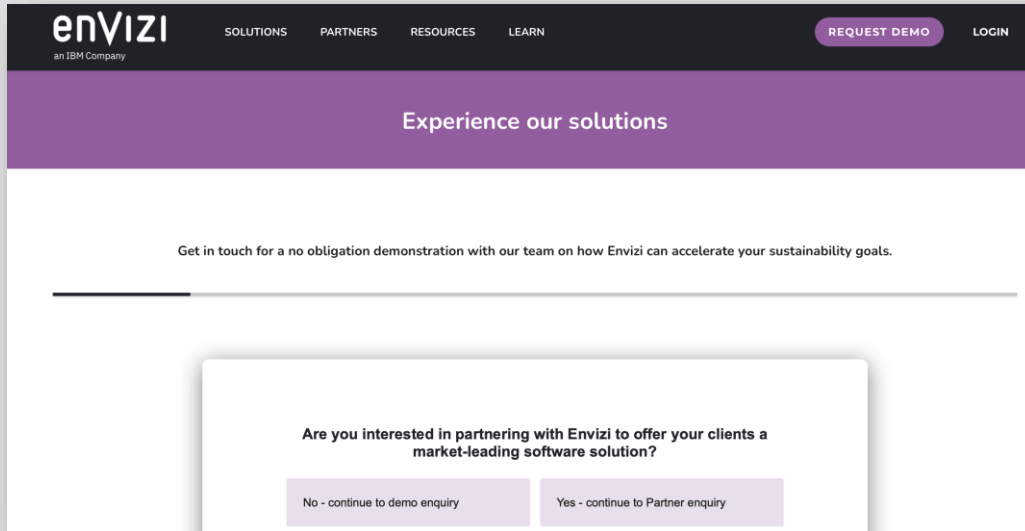 enVIZI
an IBM Company
SOLUTIONS PARTNERS RESOURCES LEARN REQUEST DEMO LOGIN
Experience our solutions
Get in touch for a no obligation demonstration with our team on how Envizi can accelerate your sustainability goals.
Are you interested in partnering with Envizi to offer your clients a
market-leading software solution?
No - continue to demo enquiry Yes - continue to Partner enquiry